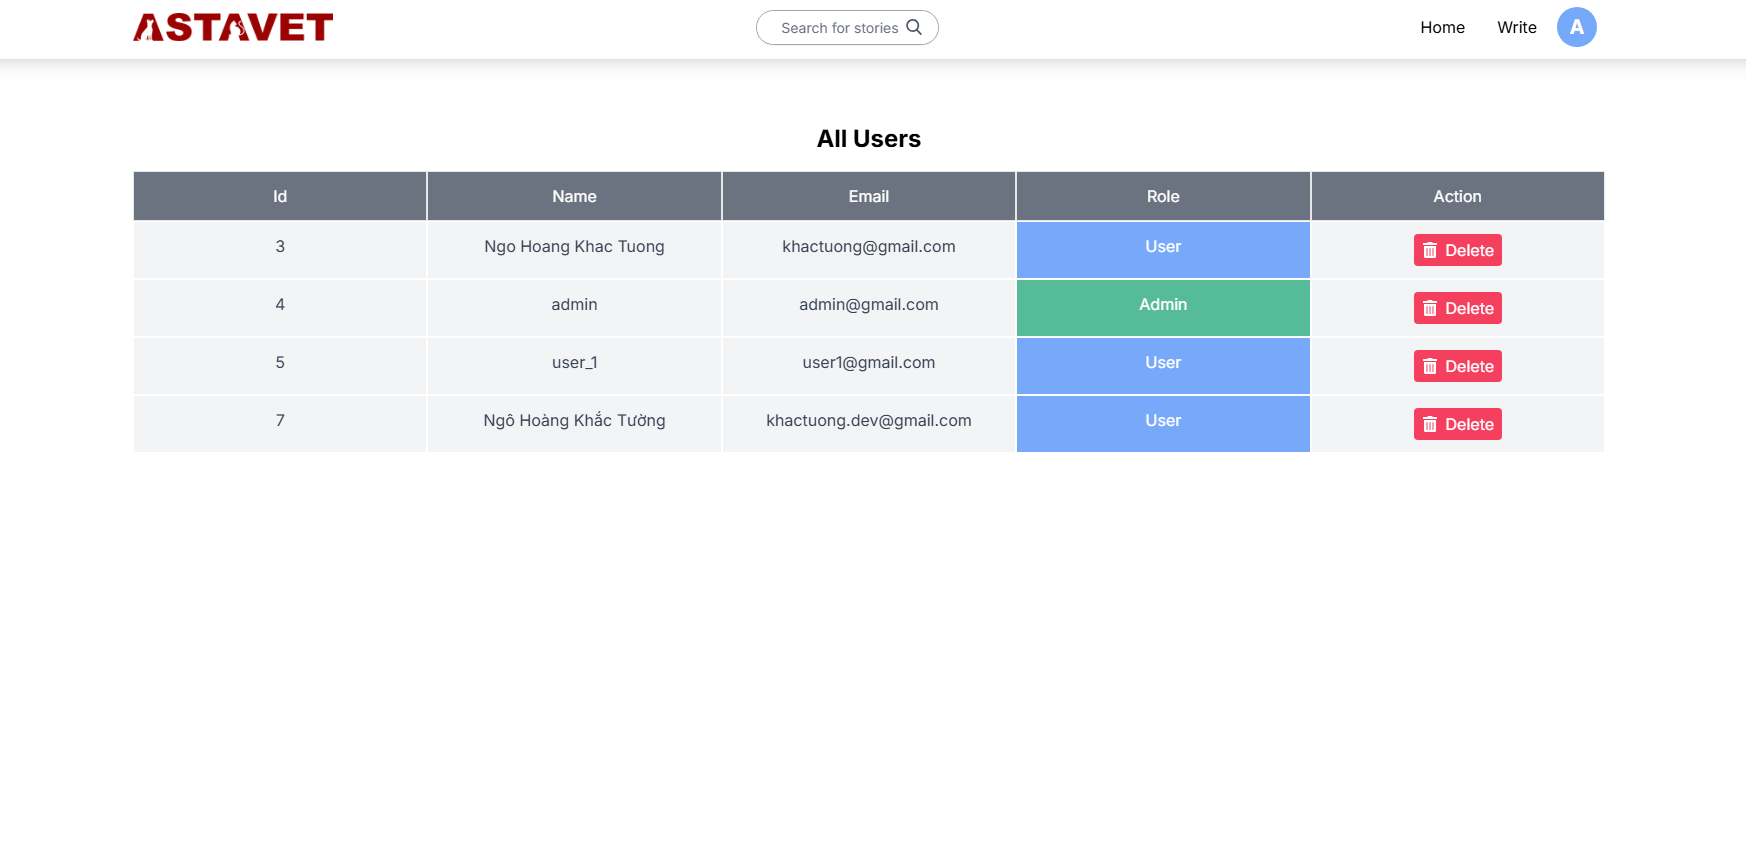 ASTAVET
Search for stories
Home Write A
All Users
Id Name Email Role Action
3 Ngo Hoang Khac Tuong khactuong@gmail.com User Delete
4 admin admin@gmail.com Admin Delete
5 user_1 user1@gmail.com User Delete
7 Ngô Hoàng Khắc Tường khactuong.dev@gmail.com User Delete